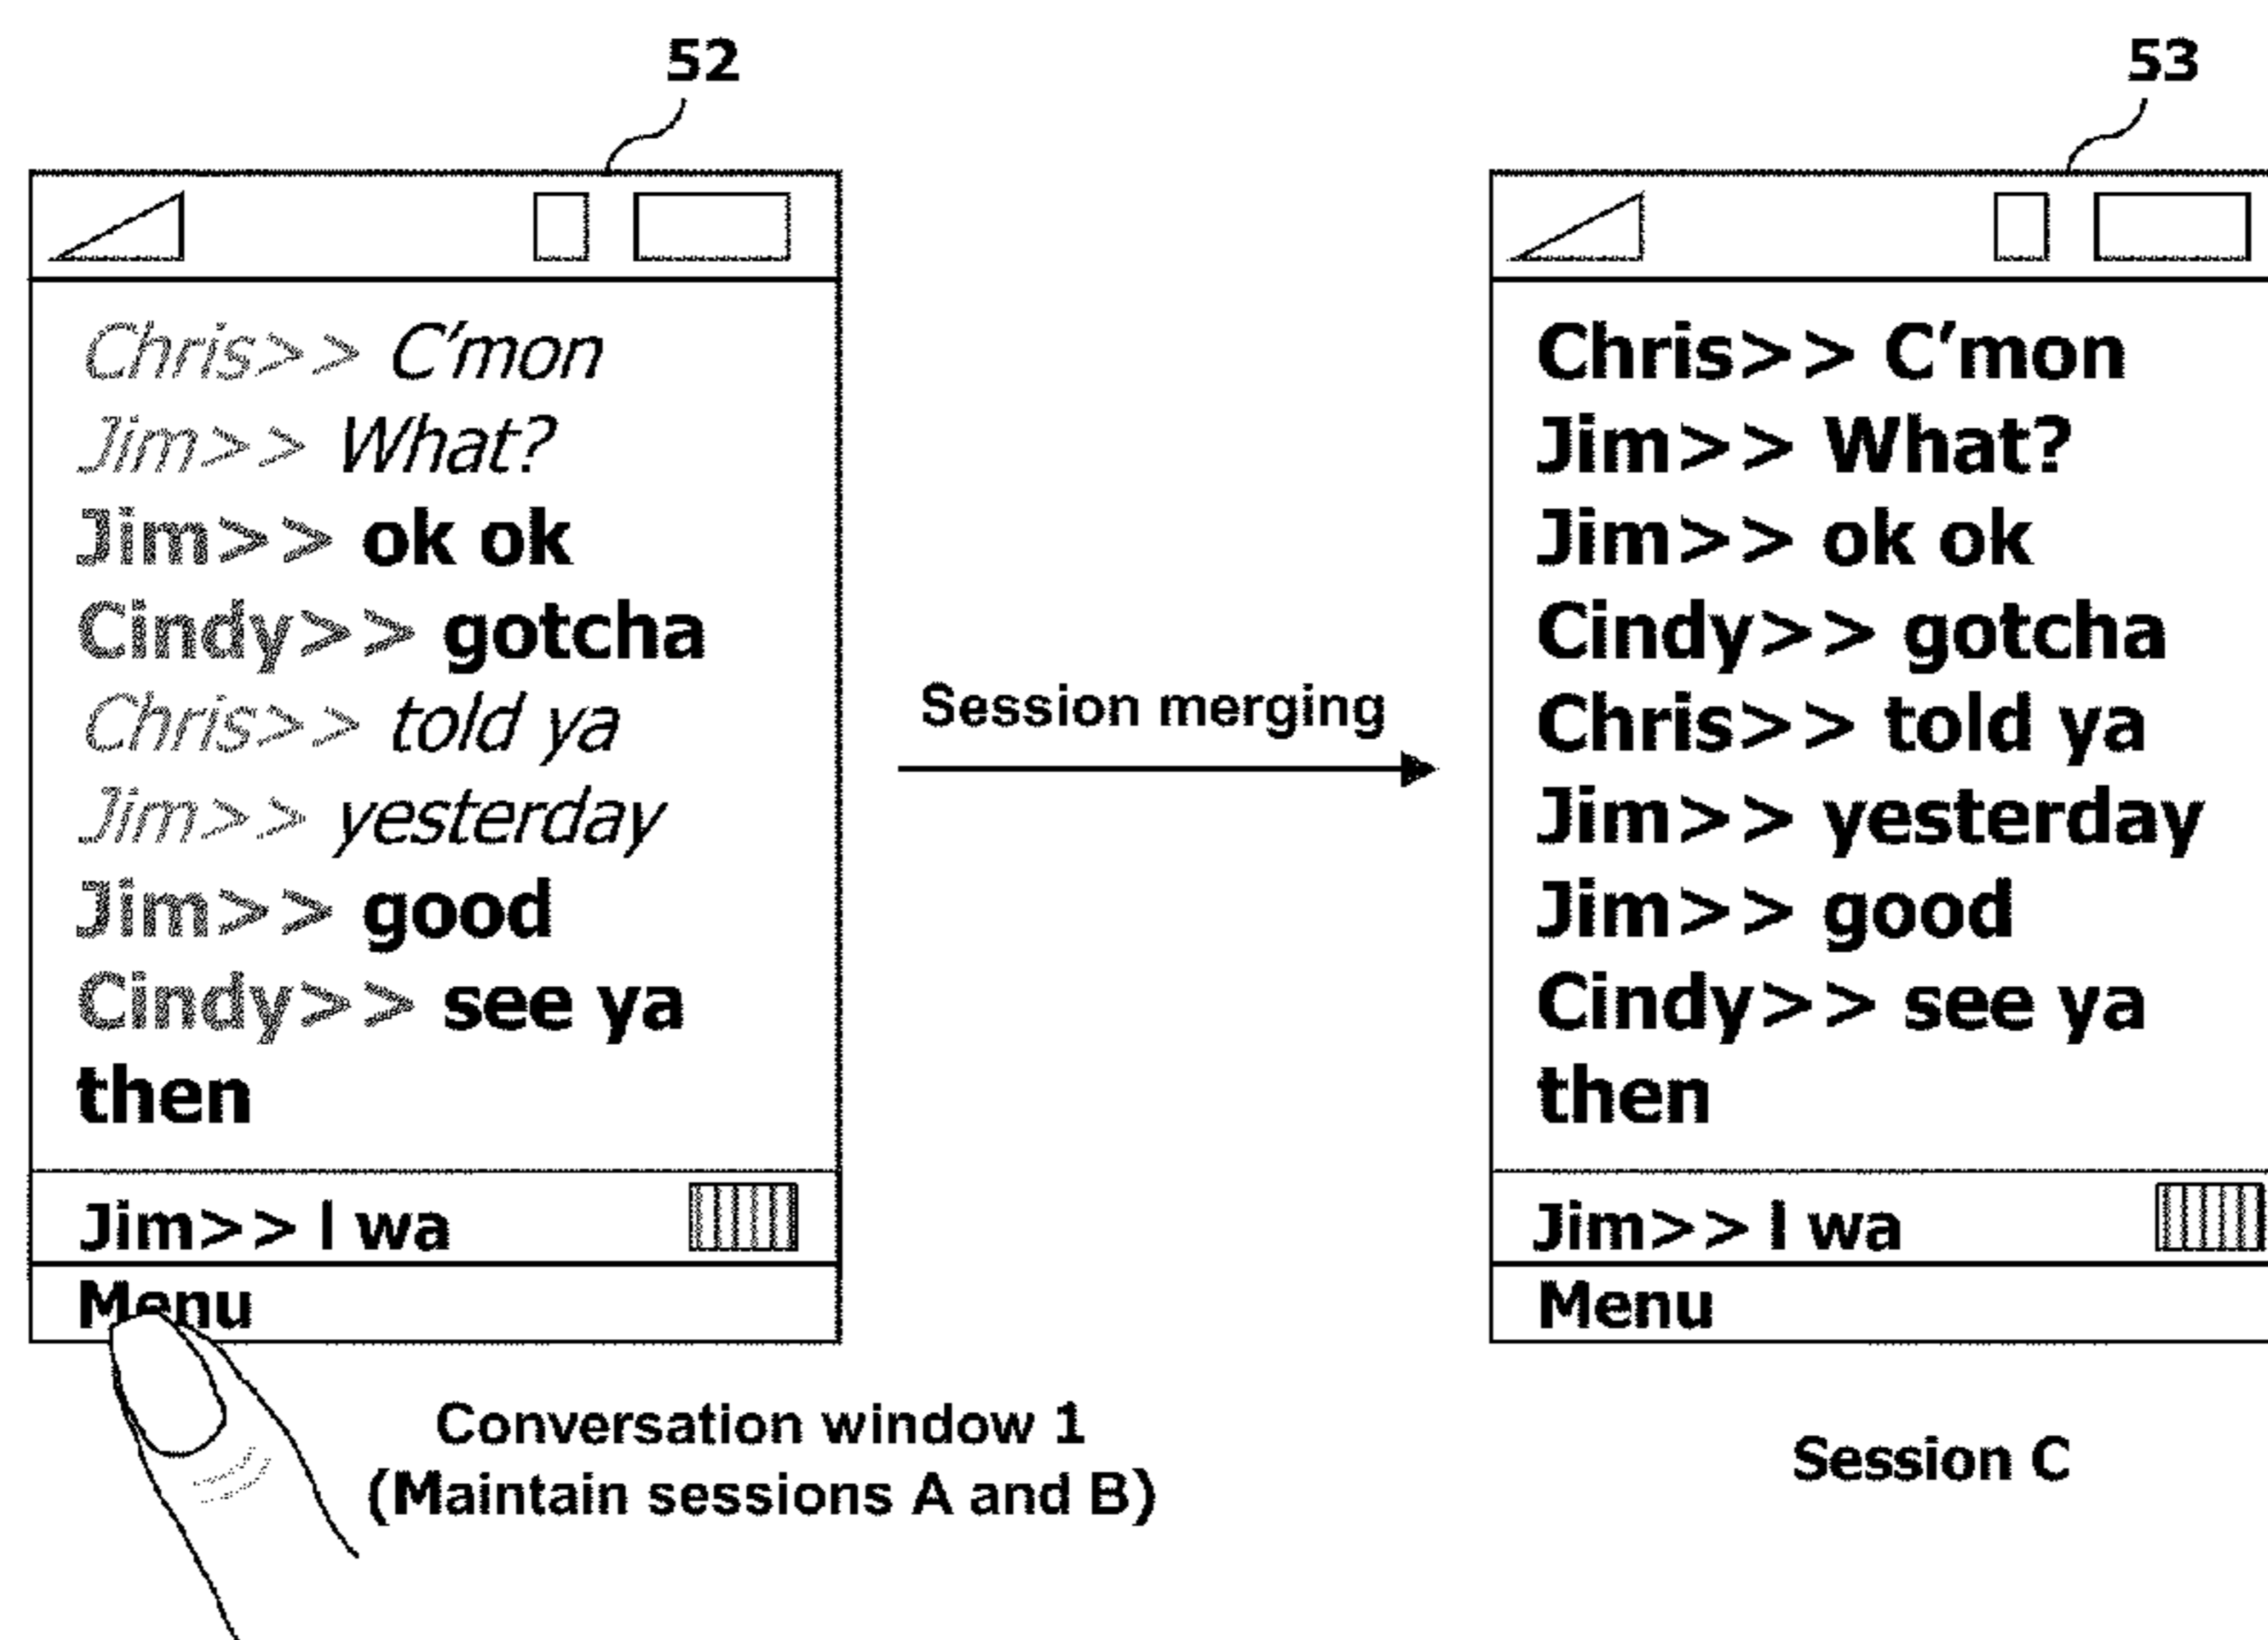 52
Chris>> C'mon
Jim>> What?
Jim>> ok ok
Cindy>> gotcha
Chris>> told ya
Jim>> yesterday
Jim>> good
Cindy>> see ya
then
Jim>> I wa
Menu
Conversation window 1
(Maintain sessions A and B)
Session merging
53
Chris>> C'mon
Jim>> What?
Jim>> ok ok
Cindy>> gotcha
Chris>> told ya
Jim>> yesterday
Jim>> good
Cindy>> see ya
then
Jim>> I wa
Menu
Session C